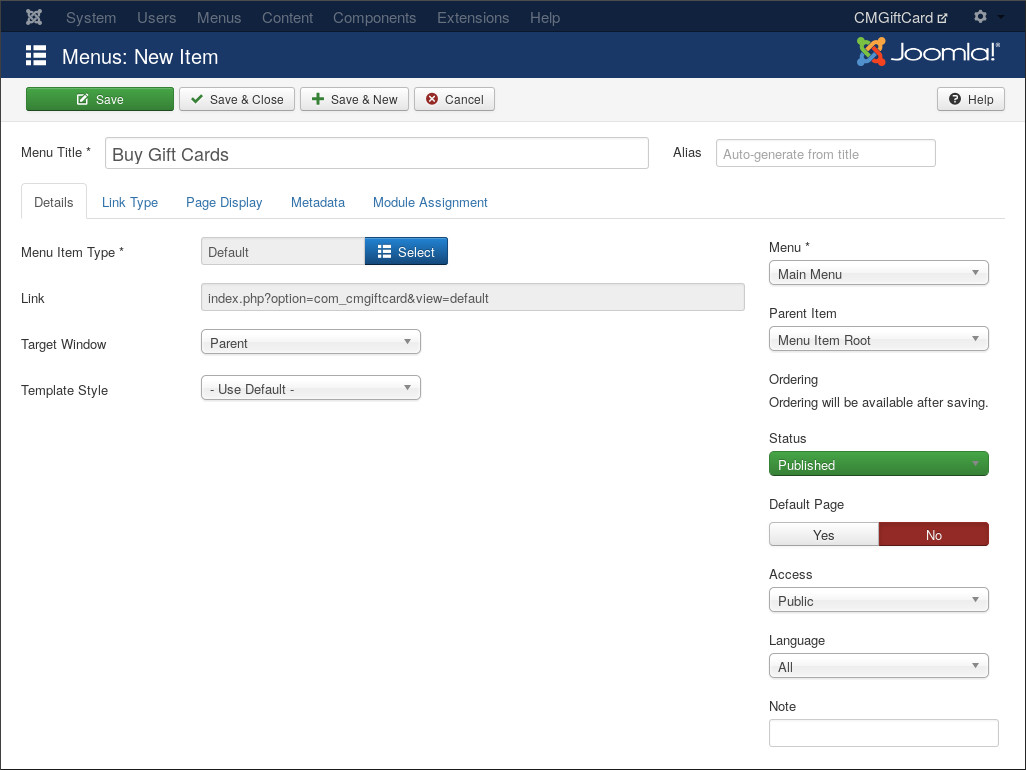 System Users Menus Content Components Extensions Help CMGiftCard
Menus: New Item Joomla!®
Save Save & Close Save & New Cancel Help
Menu Title * Buy Gift Cards Alias Auto-generate from title
Details Link Type Page Display Metadata Module Assignment
Menu Item Type * Default Select
Link index.php?option=com_cmgiftcard&view=default
Target Window Parent
Template Style - Use Default -
Menu *
Main Menu
Parent Item
Menu Item Root
Ordering
Ordering will be available after saving.
Status
Published
Default Page
Yes No
Access
Public
Language
All
Note